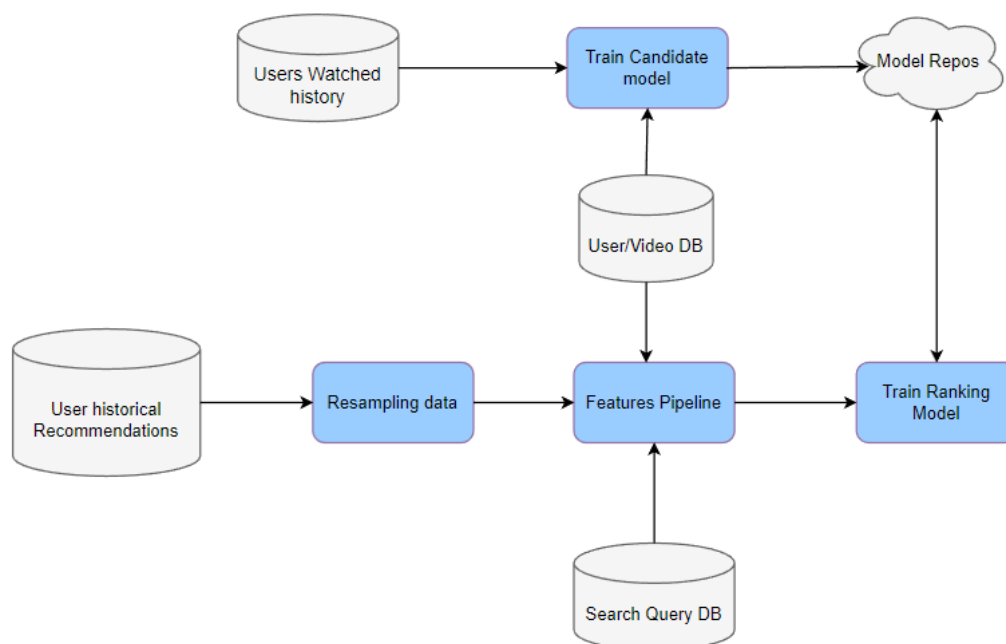 Users Watched
history
Train Candidate
model
Model Repos
User/Video DB
User historical
Recommendations
Resampling data
Features Pipeline
Train Ranking
Model
Search Query DB